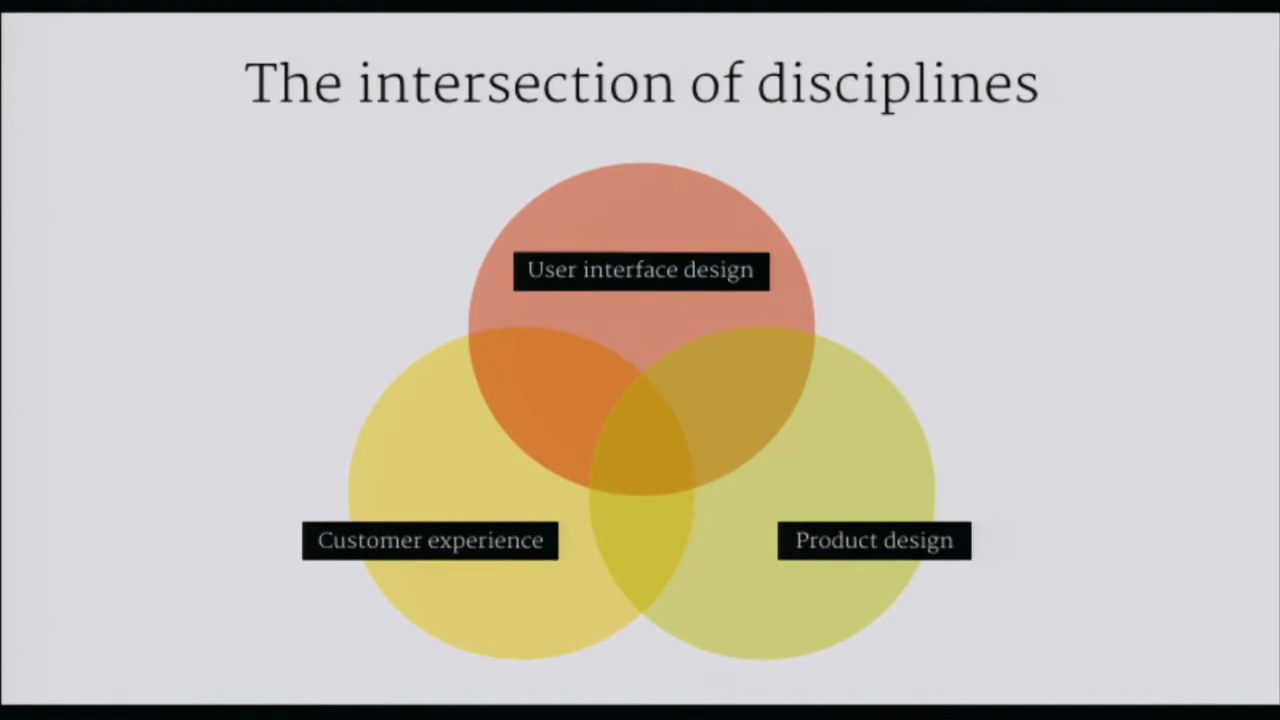 The intersection of disciplines
User interface design
Customer experience
Product design